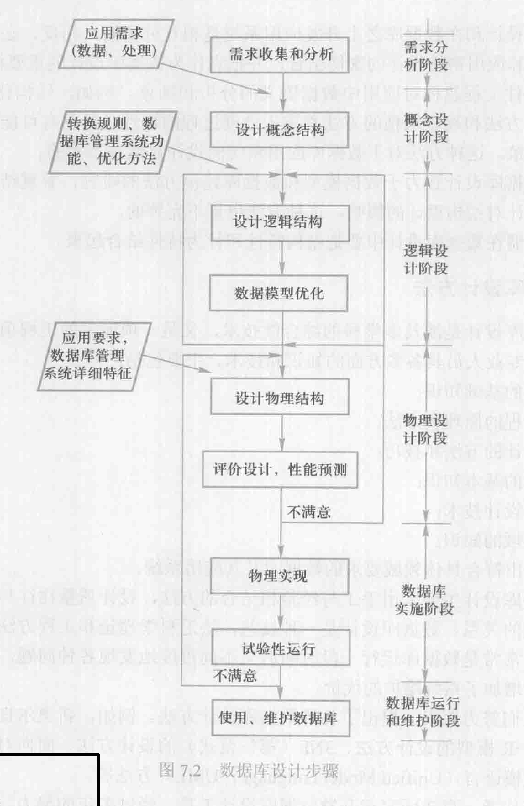 应用需求
(数据、处理)
需求收集和分析
需求分
析阶段
转换规则、数
据库管理系统功
能、优化方法
设计概念结构
概念设
计阶段
设计逻辑结构
数据模型优化
逻辑设
计阶段
应用要求,
数据库管理
系统详细特征
设计物理结构
评价设计、性能预测
物理设
计阶段
不满意
物理实现
试验性运行
数据库
实施阶段
不满意
使用、维护数据库
数据库运行
和维护阶段
图 7.2 数据库设计步骤